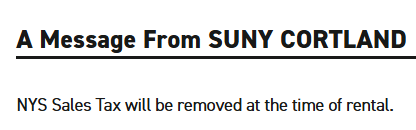 A Message From SUNY CORTLAND
NYS Sales Tax will be removed at the time of rental.